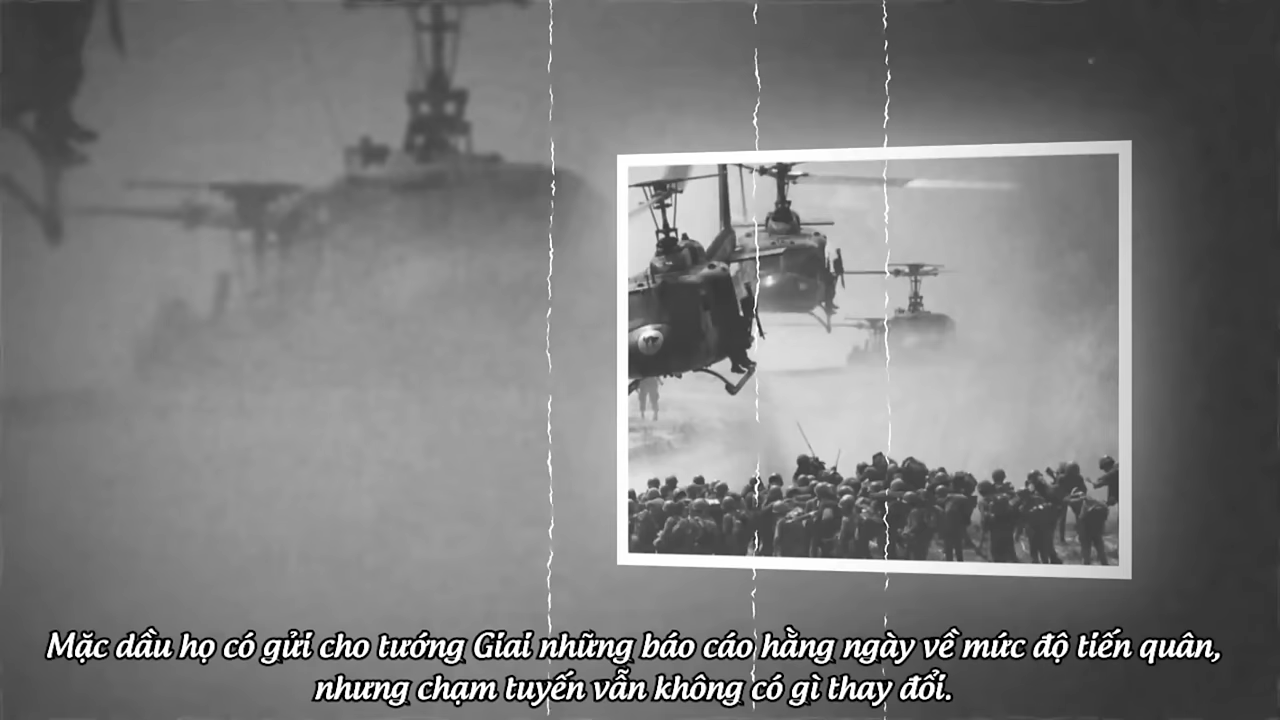 Mặc dầu họ có gửi cho tướng Giai những báo cáo hằng ngày về mức độ tiến quân,
nhưng chạm tuyến vẫn không có gì thay đổi.